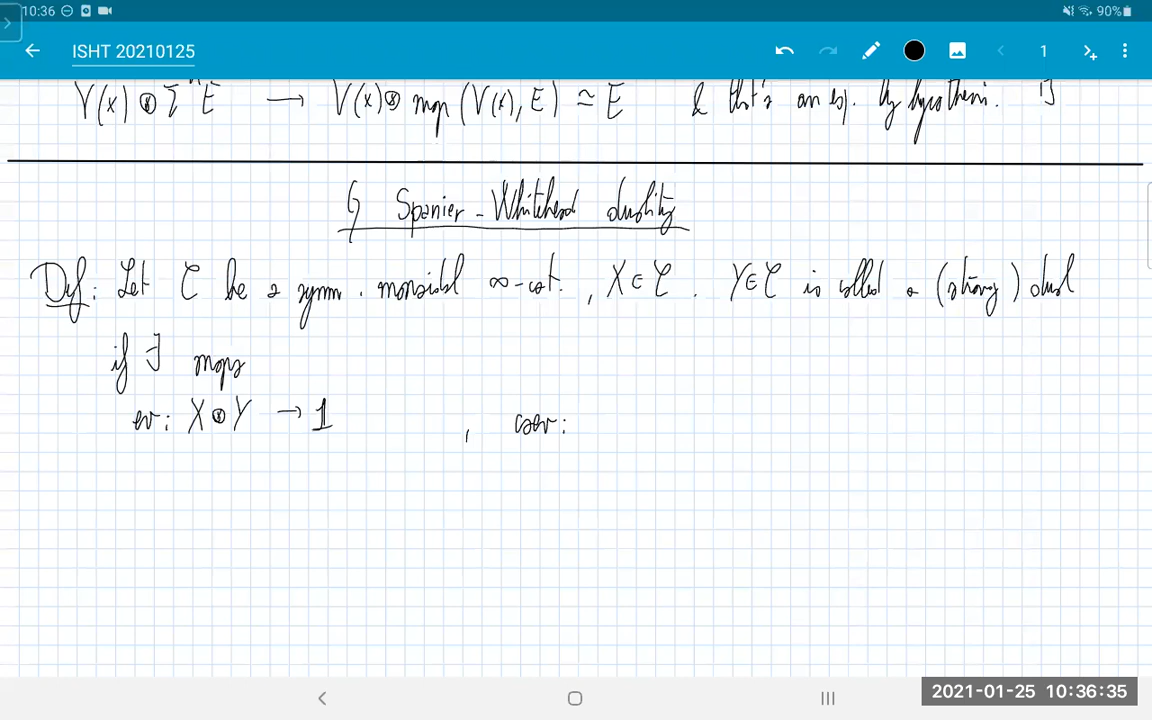 10:36 90%
ISHT 20210125 1
V(x) ⊗ Σⁿ E → V(x) ⊗ map (V(x), E) ≃ E & that's an eq. by hypothesis. □
§ Spanier - Whitehead duality
Def: Let C be a symm. monoidal ∞-cat., X ∈ C. Y ∈ C is called a (strong) dual
if ∃ maps
ev: X ⊗ Y → 1 , coev:
2021-01-25 10:36:35